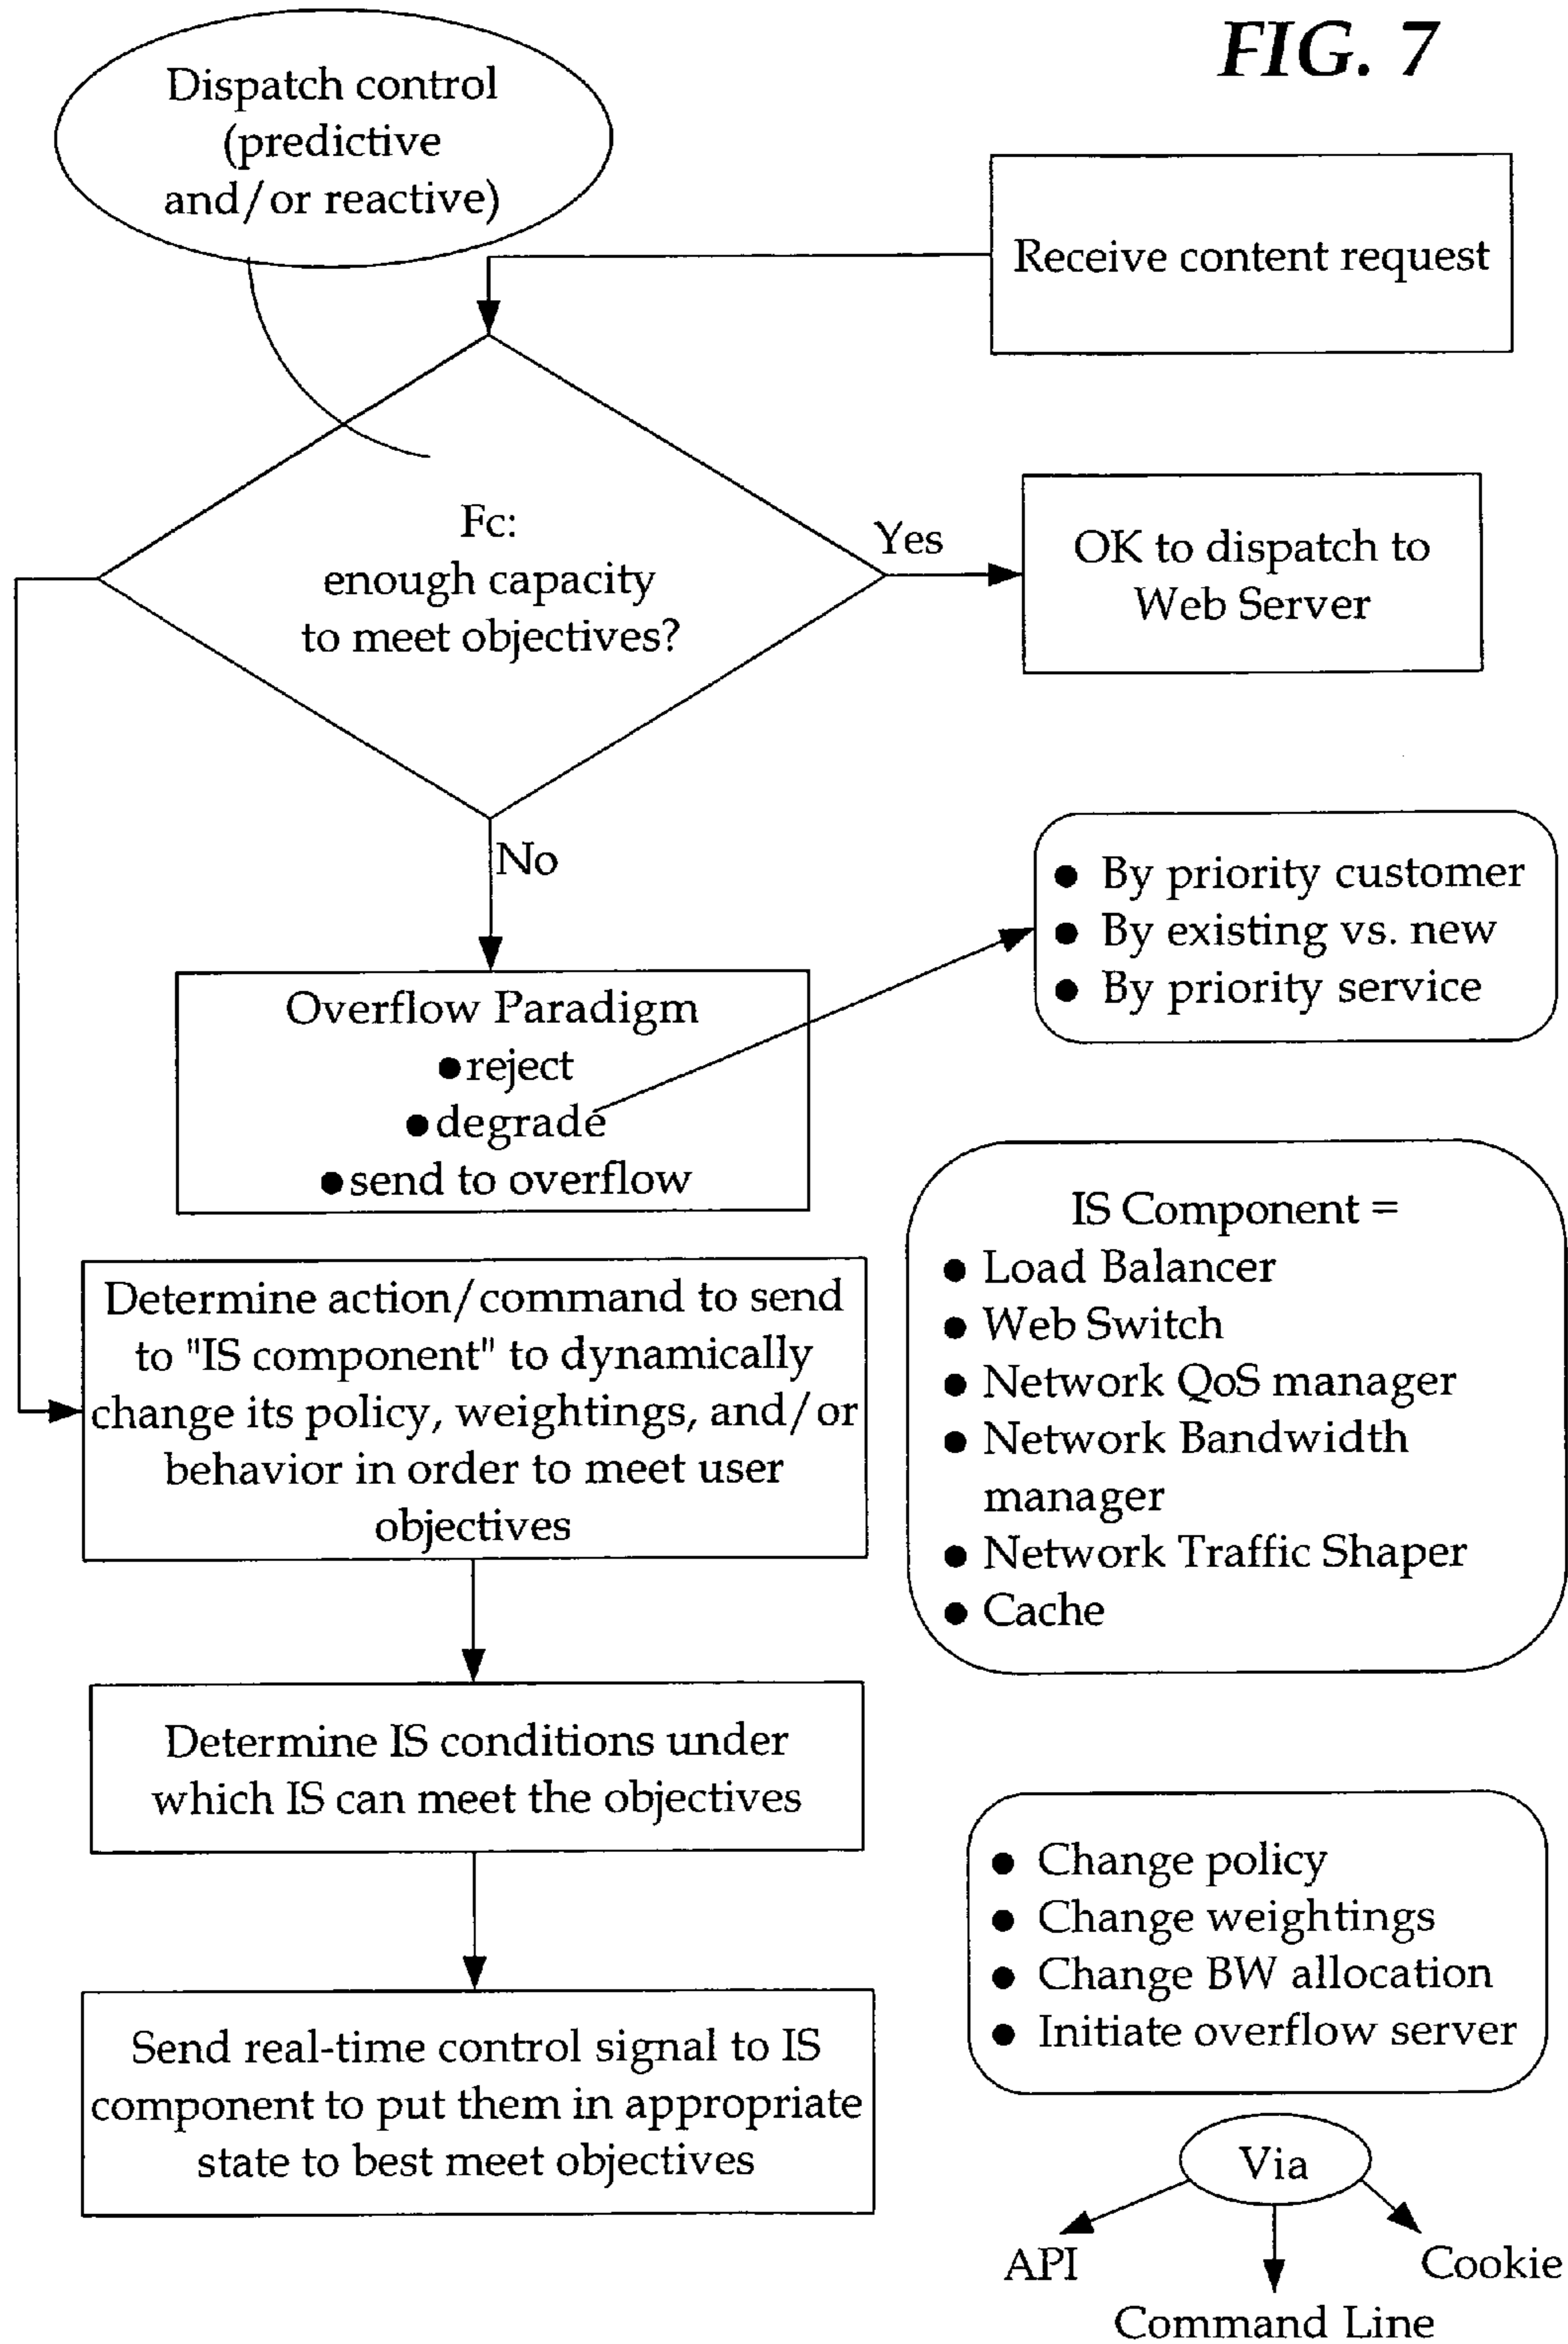 FIG. 7
Dispatch control
(predictive
and/or reactive)
Receive content request
Fc:
enough capacity
to meet objectives?
Yes
OK to dispatch to
Web Server
No
● By priority customer
● By existing vs. new
● By priority service
Overflow Paradigm
●reject
●degrade
●send to overflow
IS Component =
● Load Balancer
● Web Switch
● Network QoS manager
● Network Bandwidth
manager
● Network Traffic Shaper
● Cache
Determine action/command to send
to "IS component" to dynamically
change its policy, weightings, and/or
behavior in order to meet user
objectives
Determine IS conditions under
which IS can meet the objectives
● Change policy
● Change weightings
● Change BW allocation
● Initiate overflow server
Send real-time control signal to IS
component to put them in appropriate
state to best meet objectives
Via
API
Cookie
Command Line